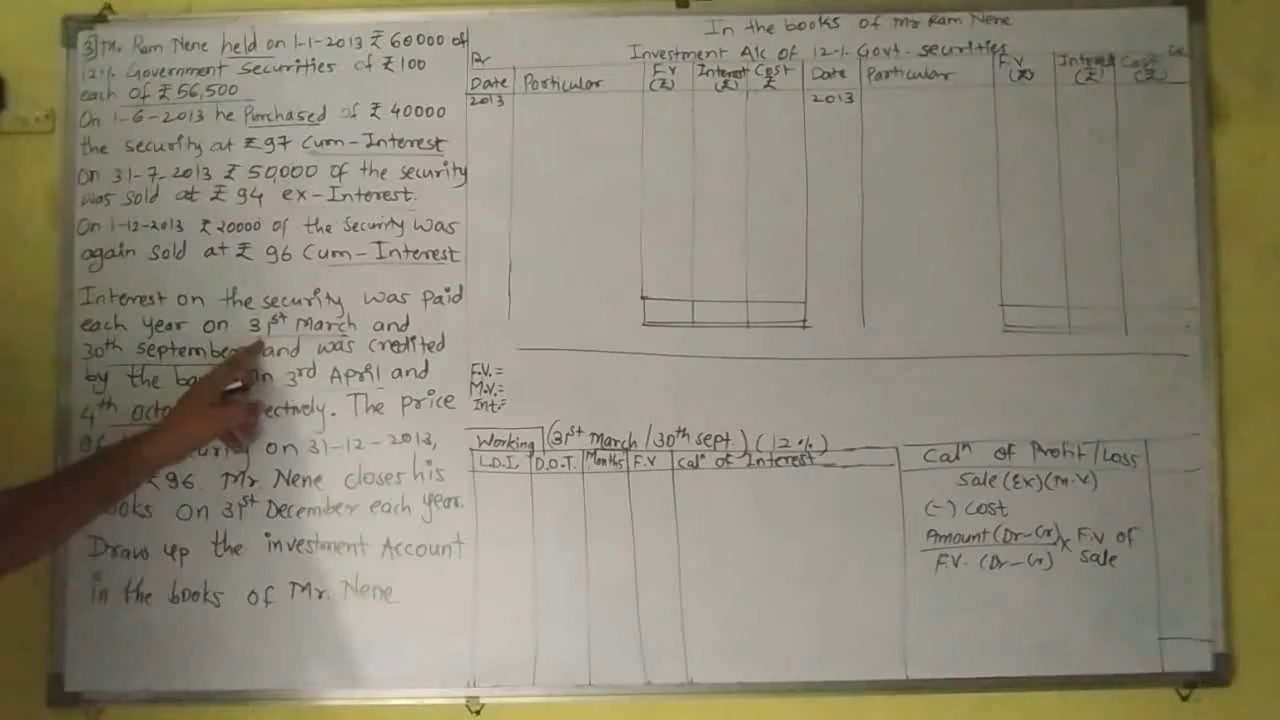 3] Mr. Ram Nene held on 1-1-2013 ₹ 60000 of
12% Government Securities of ₹100
each of ₹ 56,500
On 1-6-2013 he Purchased of ₹ 40000
the security at ₹97 Cum-Interest
On 31-7-2013 ₹ 50,000 of the security
was sold at ₹ 94 ex-Interest.
On 1-12-2013 ₹20000 of the Security was
again sold at ₹ 96 Cum-Interest
Interest on the security was paid
each year on 31st March and
30th september and was credited
by the on 3rd April and
4th The price
on 31-12-2013,
₹96. Mr. Nene closes his
on 31st December each year.
Draw up the investment Account
in the books of Mr. Nene
In the books of Mr Ram Nene
Investment A/c of 12% Govt. securities
Dr
Date Particular F.V (₹) Interest (₹) Cost ₹ Date Particular F.V (₹) Interest (₹) Cost (₹)
2013 2013
F.V.=
M.V.=
Int.=
Working (31st March/30th sept.) (12%)
L.D.I. D.O.T. Months F.V Calⁿ of Interest
Calⁿ of Profit/Loss
Sale (Ex)(M.V)
(-) Cost
Amount (Dr-Cr) x F.V of
F.V. (Dr-Cr) Sale